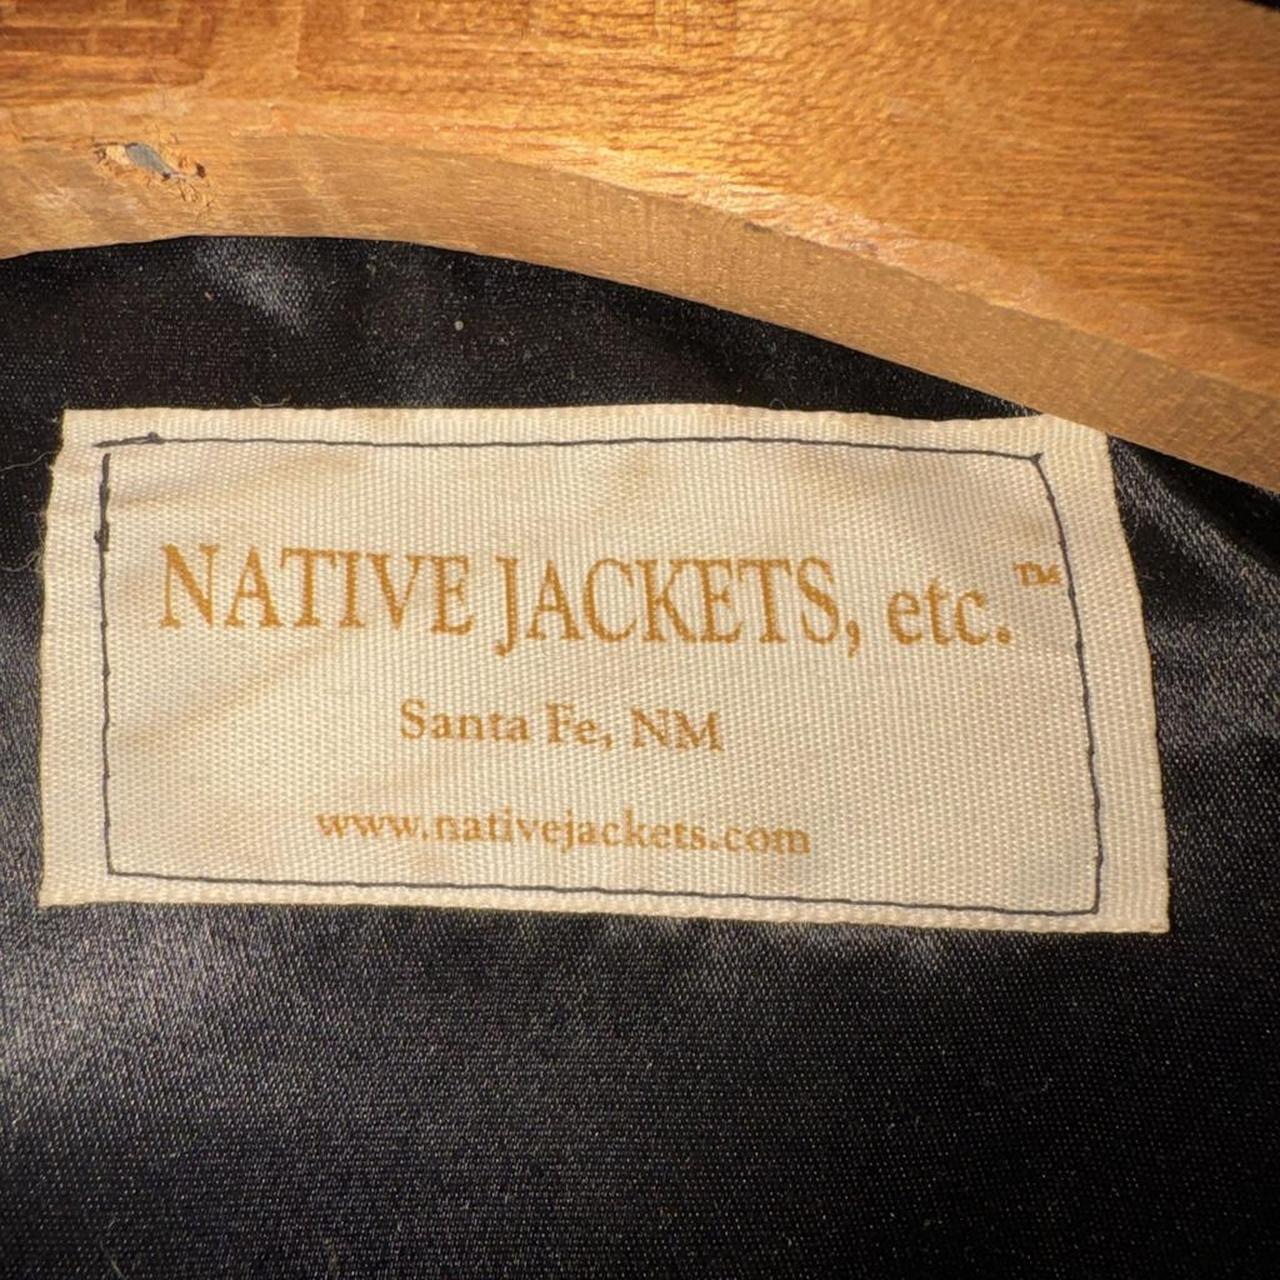 NATIVE JACKETS, etc.™
Santa Fe, NM
www.nativejackets.com